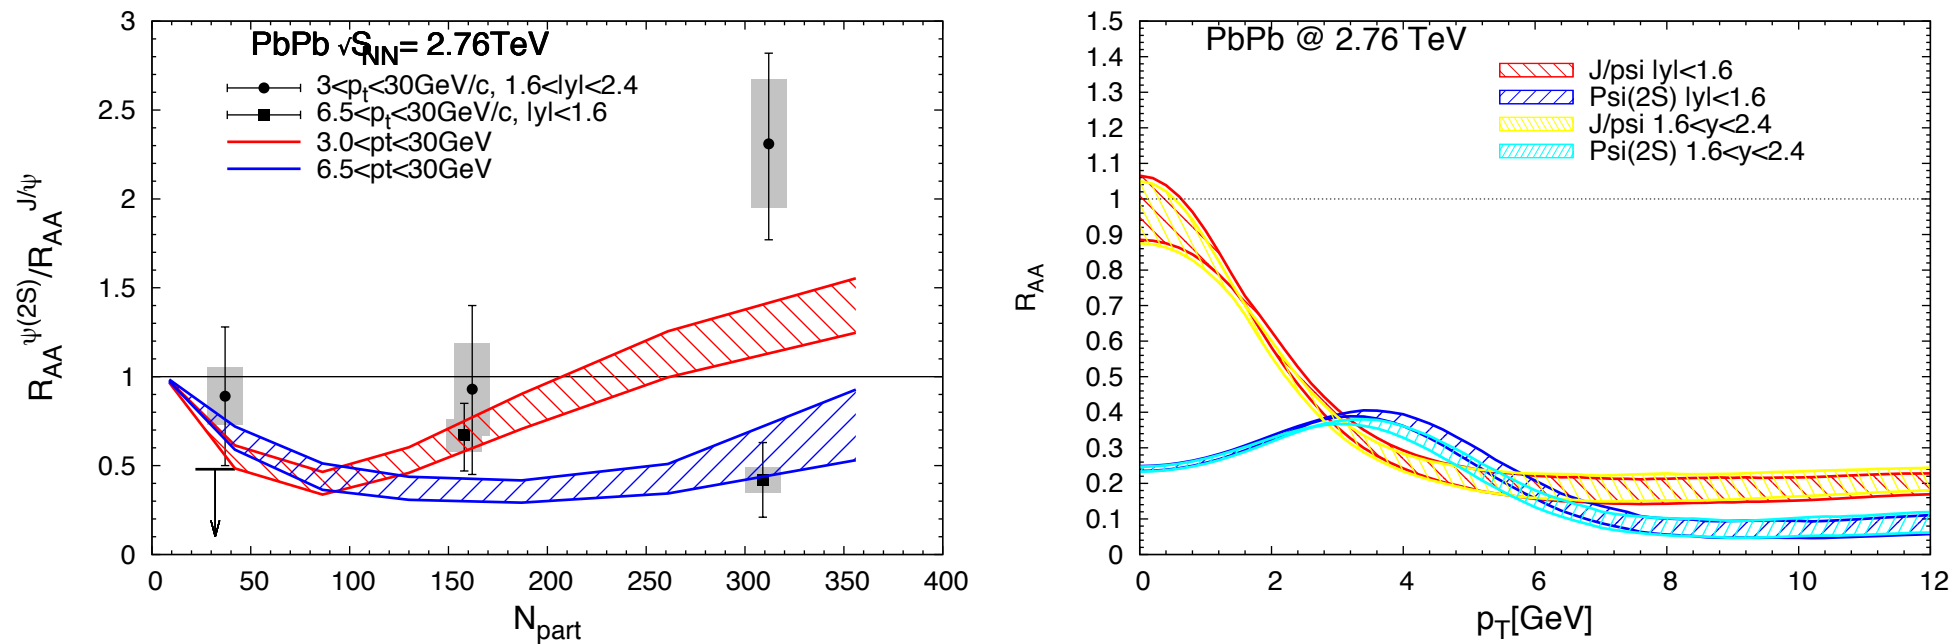 PbPb √S_NN = 2.76TeV
3<p_t<30GeV/c, 1.6<|y|<2.4
6.5<p_t<30GeV/c, |y|<1.6
3.0<pt<30GeV
6.5<pt<30GeV
R_AA^ψ(2S)/R_AA^J/ψ
3
2.5
2
1.5
1
0.5
0
0 50 100 150 200 250 300 350 400
N_part
PbPb @ 2.76 TeV
J/psi |y|<1.6
Psi(2S) |y|<1.6
J/psi 1.6<y<2.4
Psi(2S) 1.6<y<2.4
R_AA
1.5
1.4
1.3
1.2
1.1
1
0.9
0.8
0.7
0.6
0.5
0.4
0.3
0.2
0.1
0
0 2 4 6 8 10 12
p_T[GeV]